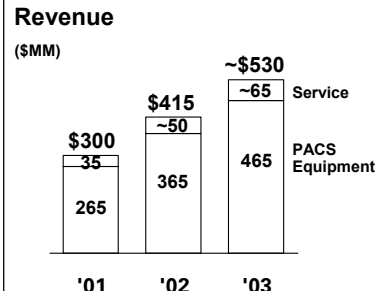 Revenue
($MM)
~$530
~65 Service
$415
~50
$300
35
465 PACS
Equipment
365
265
'01 '02 '03